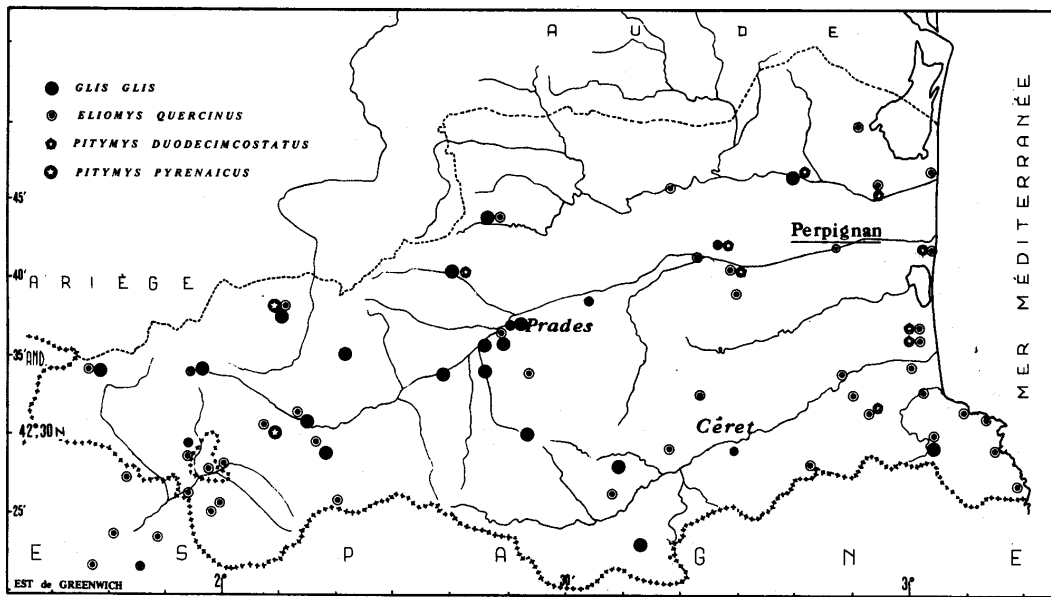 A U D E
GLIS GLIS
ELIOMYS QUERCINUS
PITYMYS DUODECIMCOSTATUS
PITYMYS PYRENAICUS
MER MÉDITERRANÉE
45'
Perpignan
40'
ARIÈGE
Prades
35'
AND.
42°30 N
Céret
25'
E S P A G N E
EST de GREENWICH
2°
30'
3°